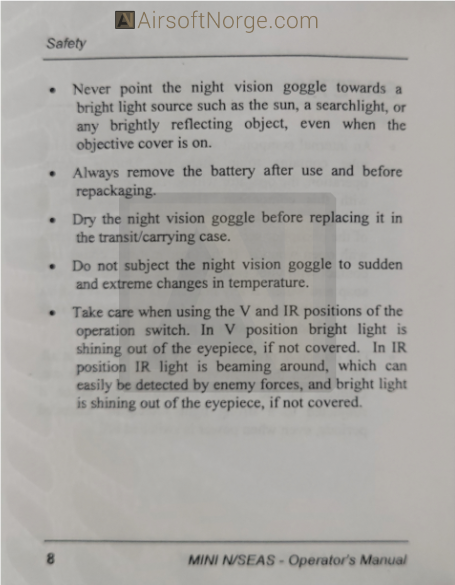 AirsoftNorge.com
Safety
• Never point the night vision goggle towards a
bright light source such as the sun, a searchlight, or
any brightly reflecting object, even when the
objective cover is on.
• Always remove the battery after use and before
repackaging.
• Dry the night vision goggle before replacing it in
the transit/carrying case.
• Do not subject the night vision goggle to sudden
and extreme changes in temperature.
• Take care when using the V and IR positions of the
operation switch. In V position bright light is
shining out of the eyepiece, if not covered. In IR
position IR light is beaming around, which can
easily be detected by enemy forces, and bright light
is shining out of the eyepiece, if not covered.
8 MINI N/SEAS - Operator's Manual